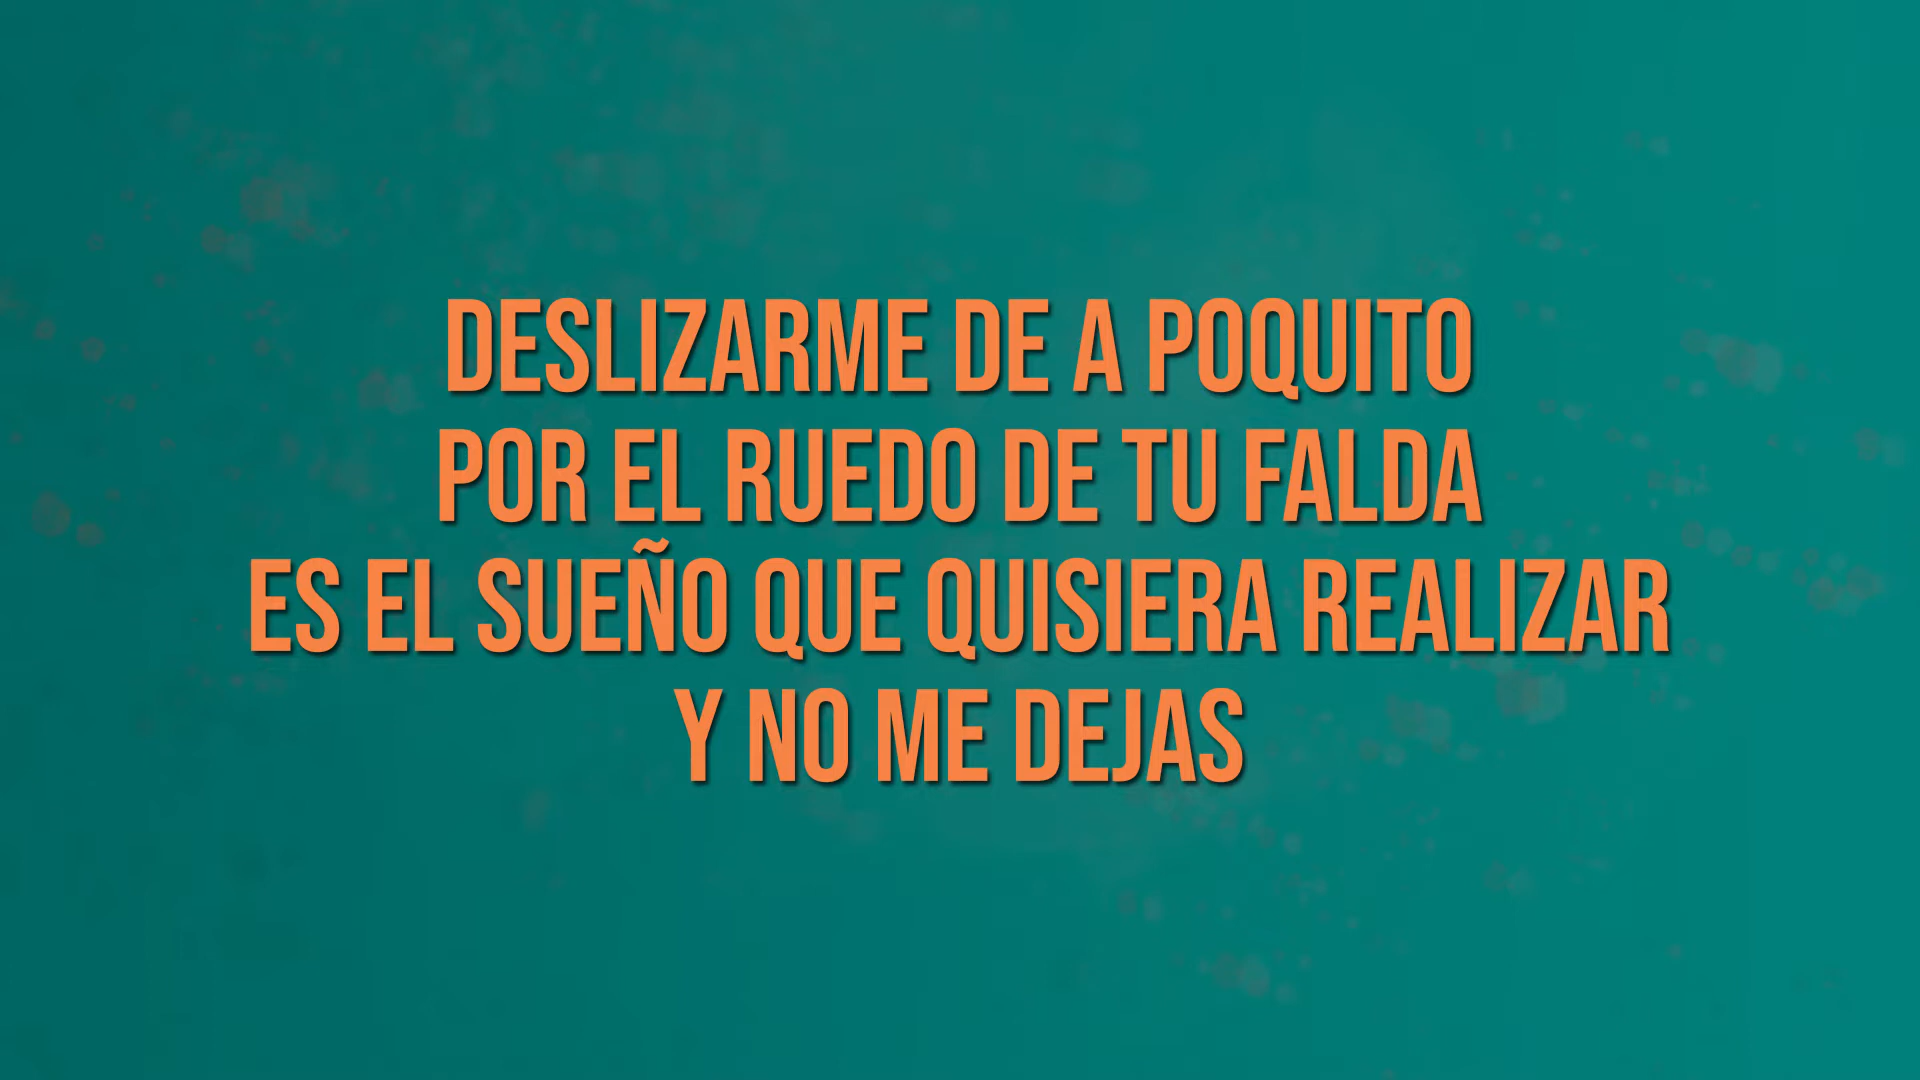 DESLIZARME DE A POQUITO
POR EL RUEDO DE TU FALDA
ES EL SUEÑO QUE QUISIERA REALIZAR
Y NO ME DEJAS